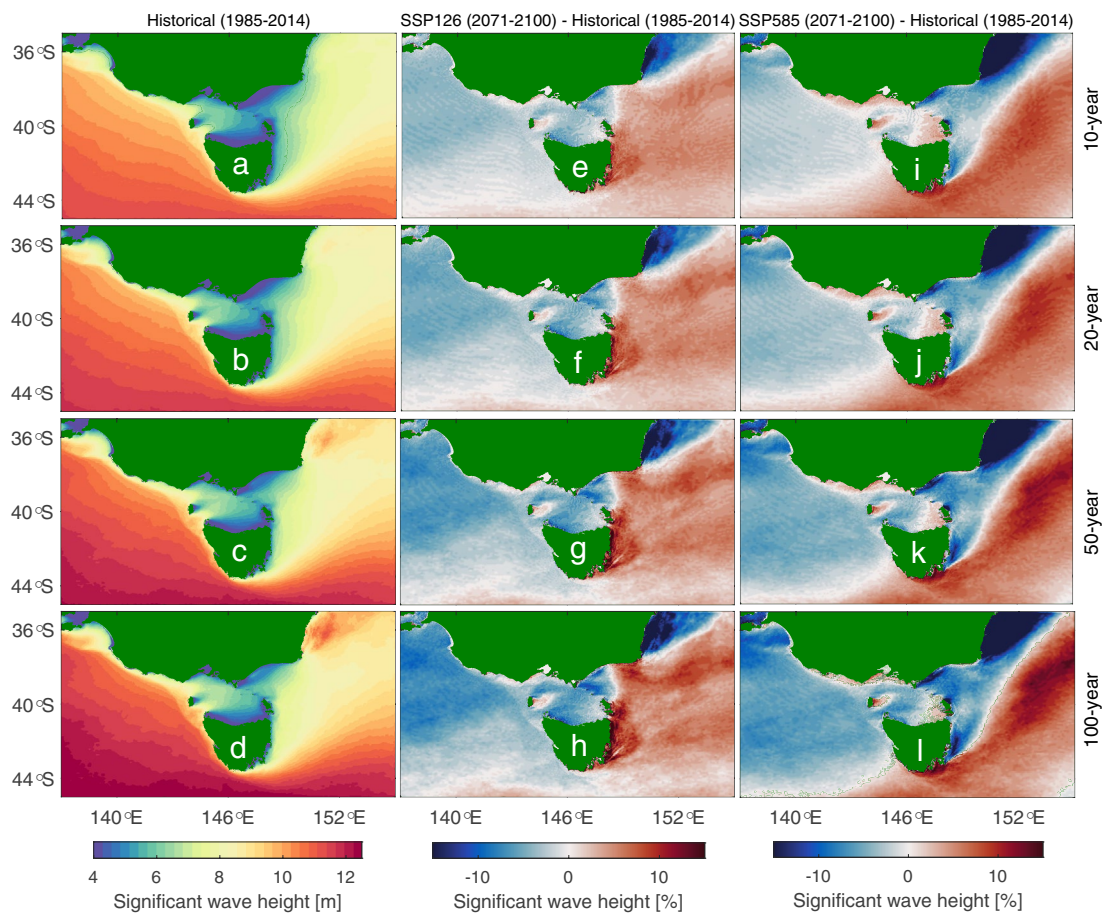 Historical (1985-2014)
SSP126 (2071-2100) - Historical (1985-2014)
SSP585 (2071-2100) - Historical (1985-2014)
36 °S
40 °S
44 °S
a
e
i
10-year
36 °S
40 °S
44 °S
b
f
j
20-year
36 °S
40 °S
44 °S
c
g
k
50-year
36 °S
40 °S
44 °S
d
h
l
100-year
140 °E 146 °E 152 °E
140 °E 146 °E 152 °E
140 °E 146 °E 152 °E
4 6 8 10 12
Significant wave height [m]
-10 0 10
Significant wave height [%]
-10 0 10
Significant wave height [%]